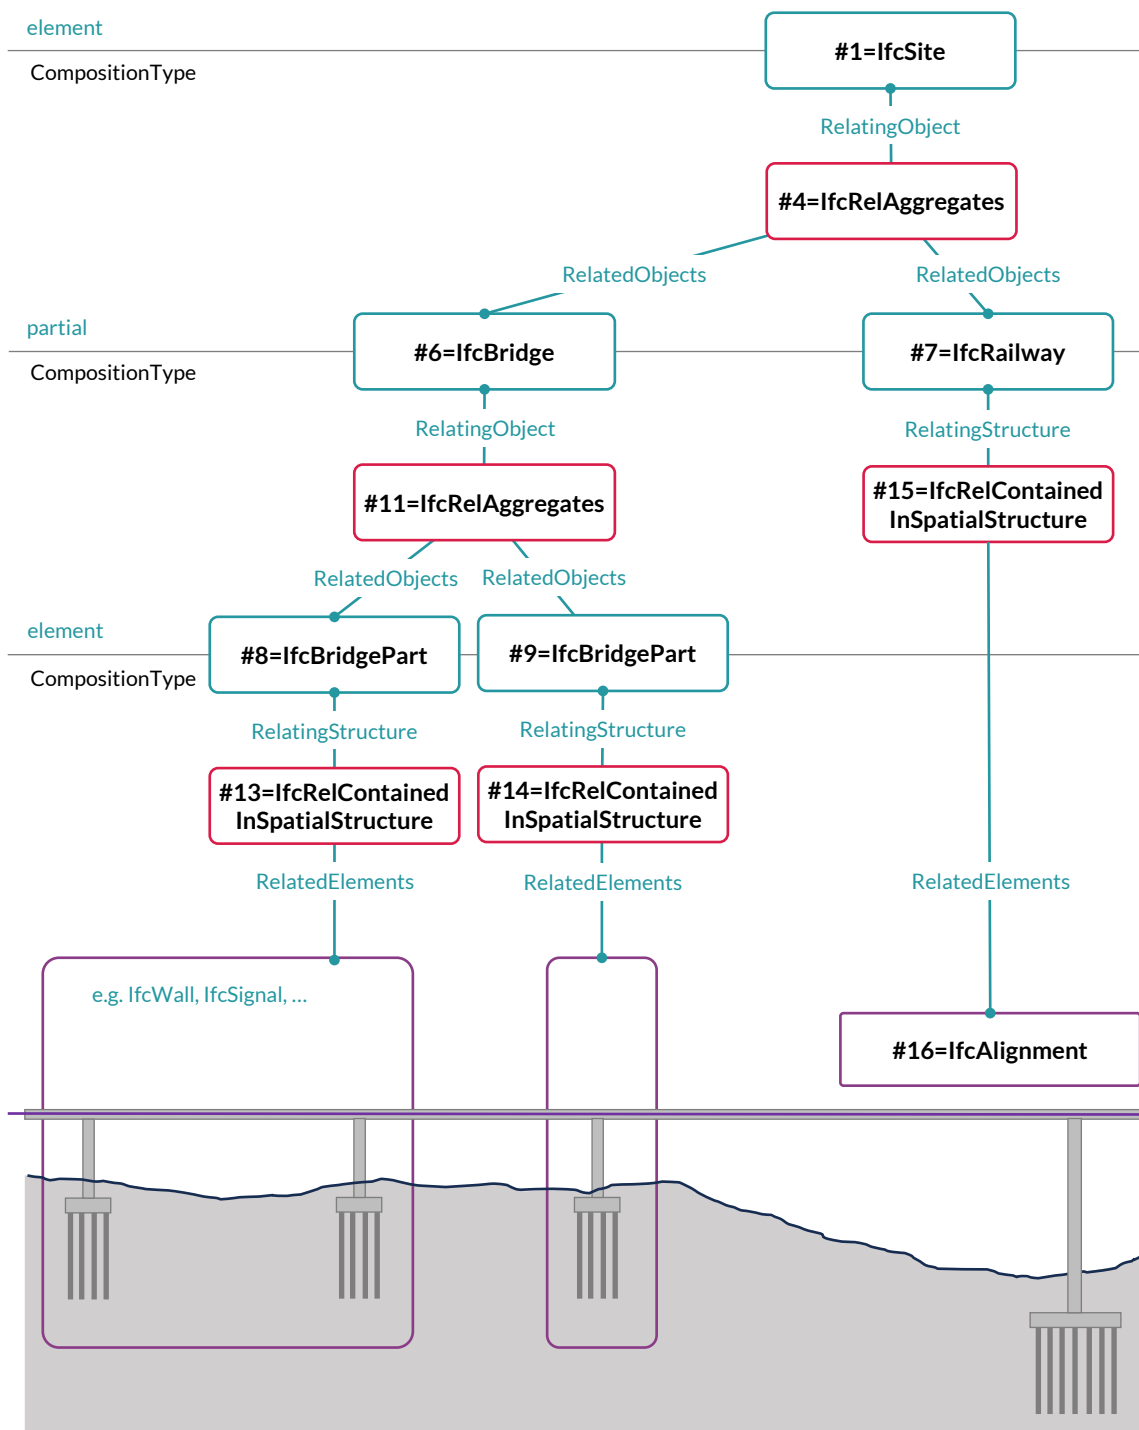 element
#1=IfcSite
CompositionType
RelatingObject
#4=IfcRelAggregates
RelatedObjects
RelatedObjects
partial
#6=IfcBridge
#7=IfcRailway
CompositionType
RelatingObject
RelatingStructure
#11=IfcRelAggregates
#15=IfcRelContained
InSpatialStructure
RelatedObjects
RelatedObjects
element
#8=IfcBridgePart
#9=IfcBridgePart
CompositionType
RelatingStructure
RelatingStructure
#13=IfcRelContained
InSpatialStructure
#14=IfcRelContained
InSpatialStructure
RelatedElements
RelatedElements
RelatedElements
e.g. IfcWall, IfcSignal, ...
#16=IfcAlignment